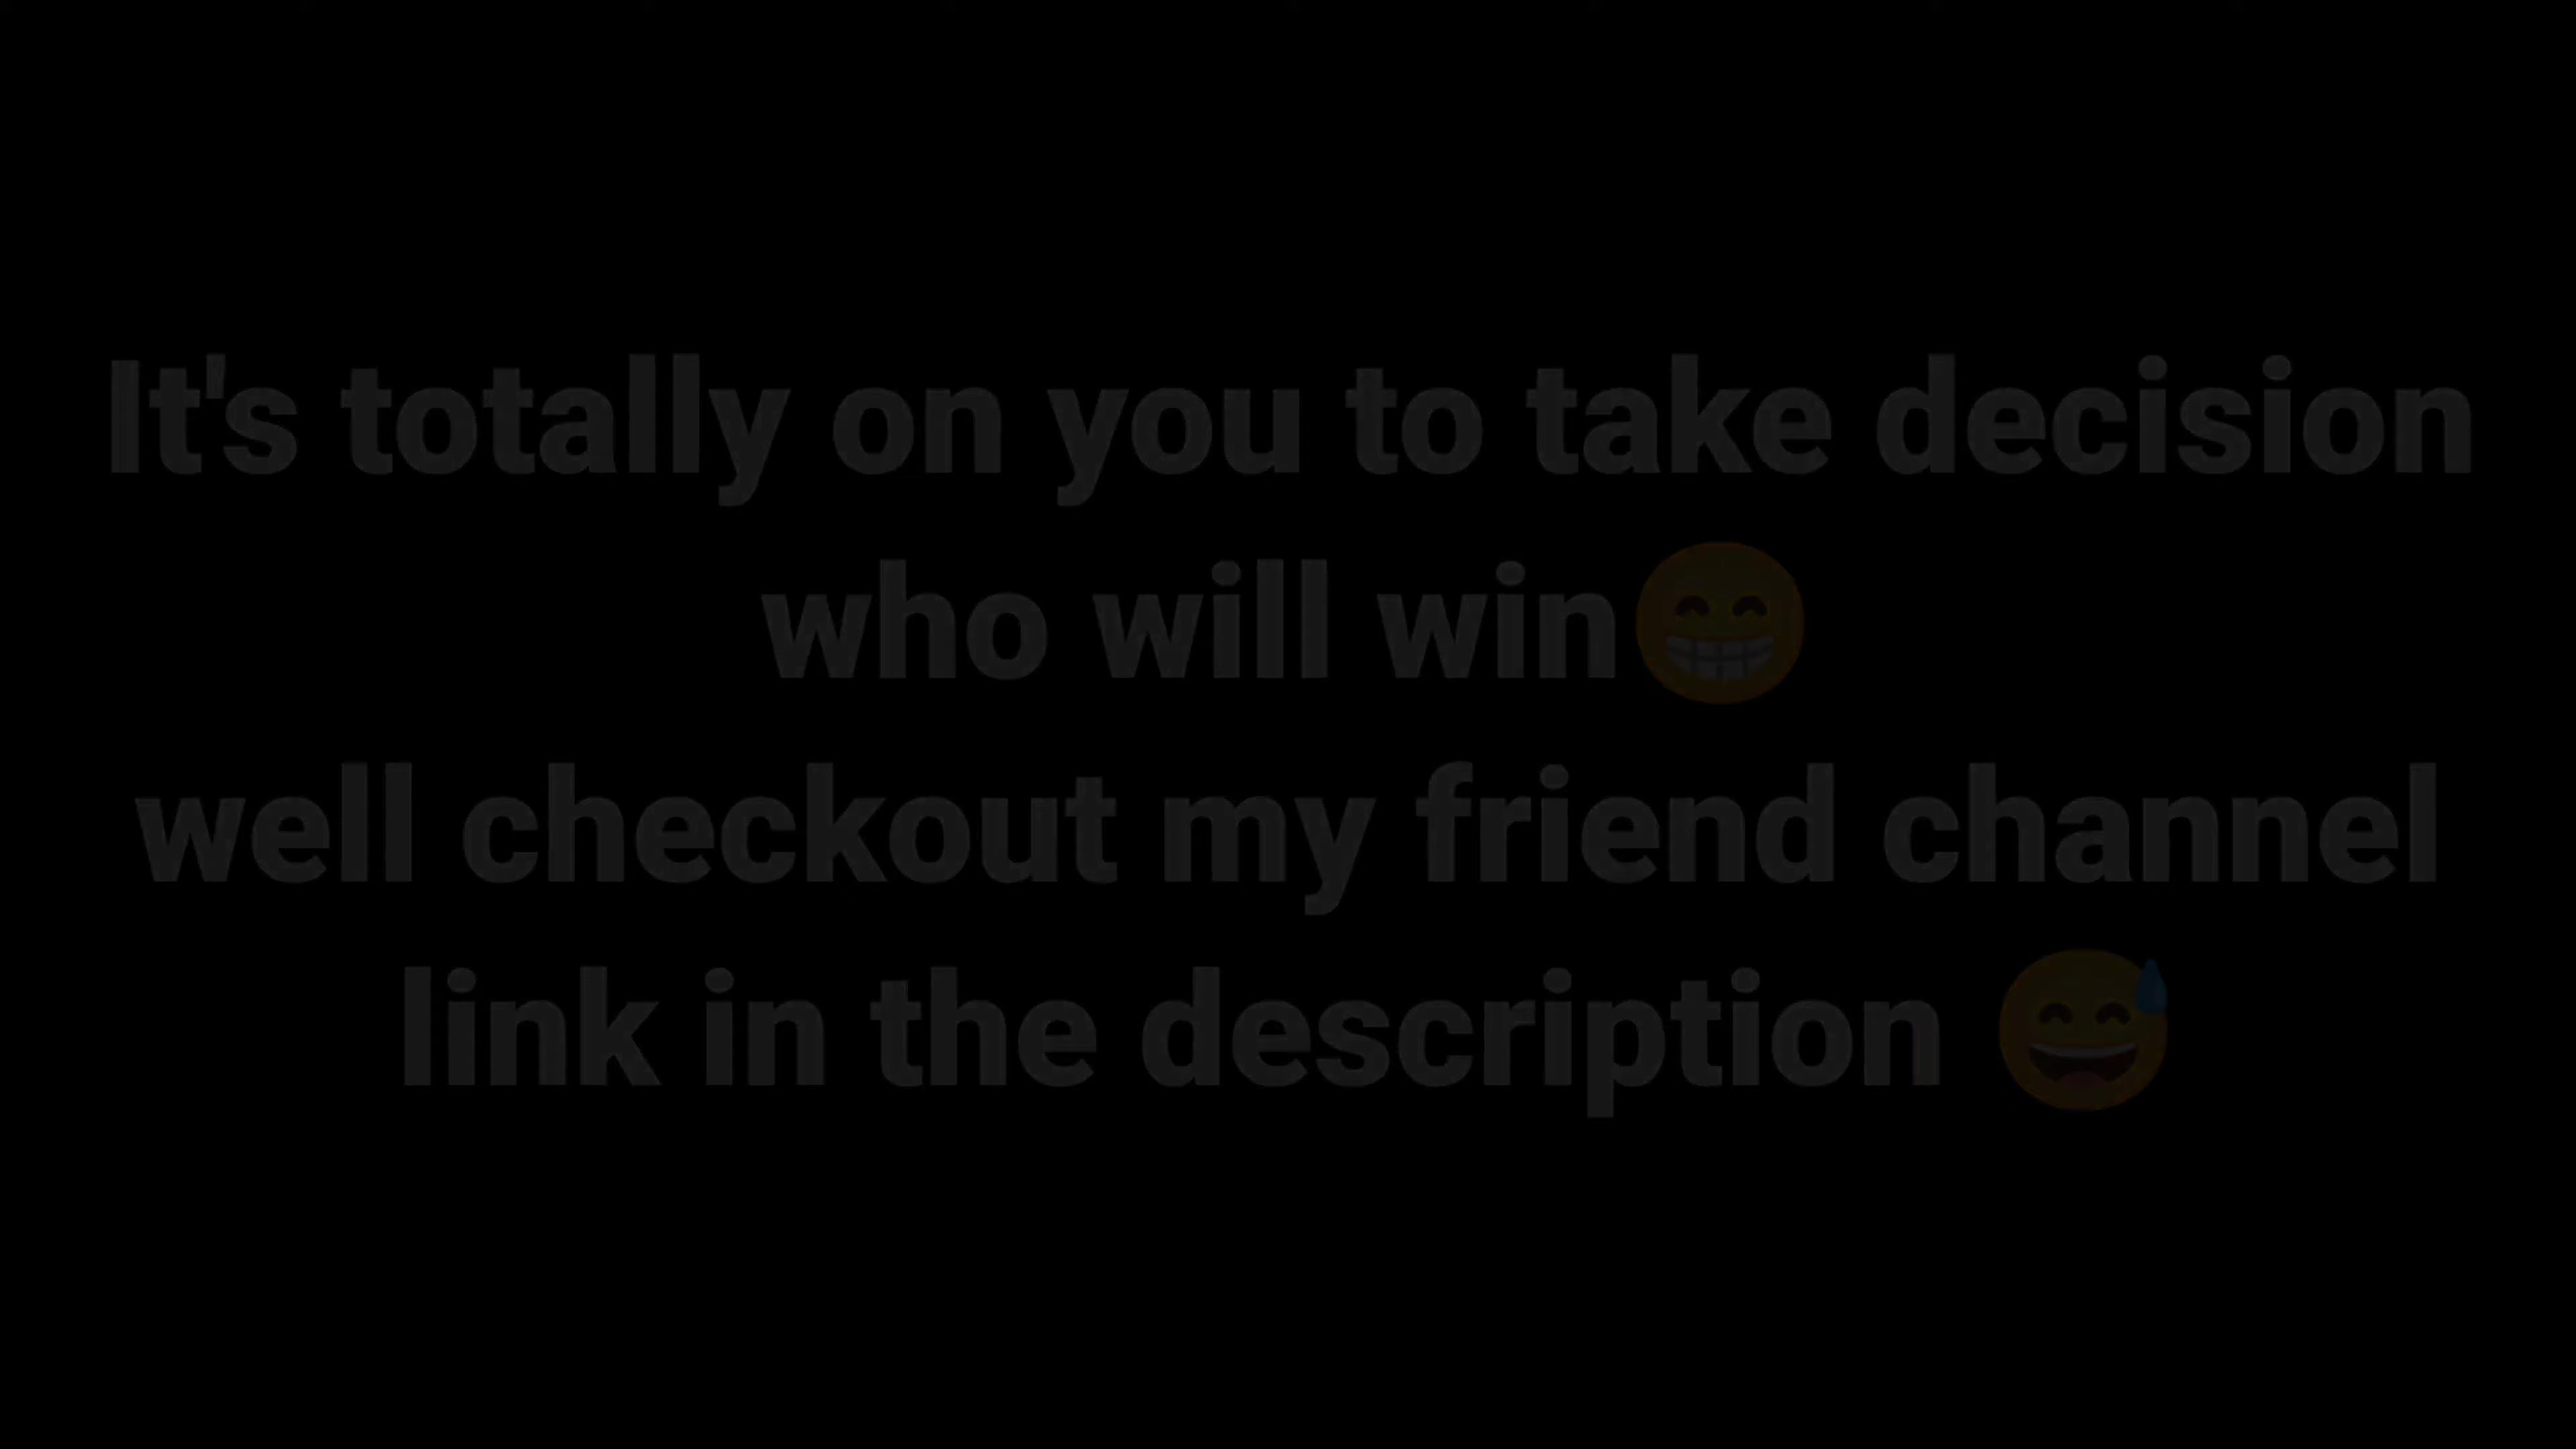 It's totally on you to take decision
who will win😁
well checkout my friend channel
link in the description 😅